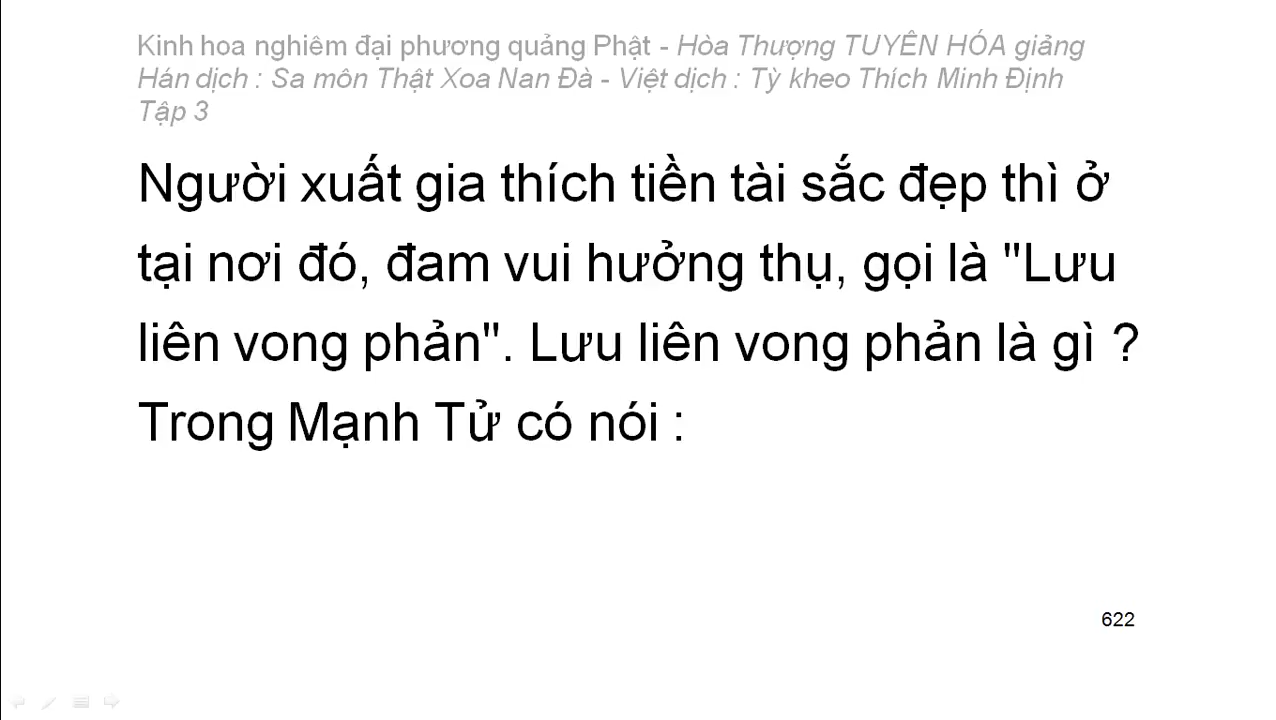 Kinh hoa nghiêm đại phương quảng Phật - Hòa Thượng TUYÊN HÓA giảng
Hán dịch : Sa môn Thật Xoa Nan Đà - Việt dịch : Tỳ kheo Thích Minh Định
Tập 3
Người xuất gia thích tiền tài sắc đẹp thì ở
tại nơi đó, đam vui hưởng thụ, gọi là "Lưu
liên vong phản". Lưu liên vong phản là gì ?
Trong Mạnh Tử có nói :
622